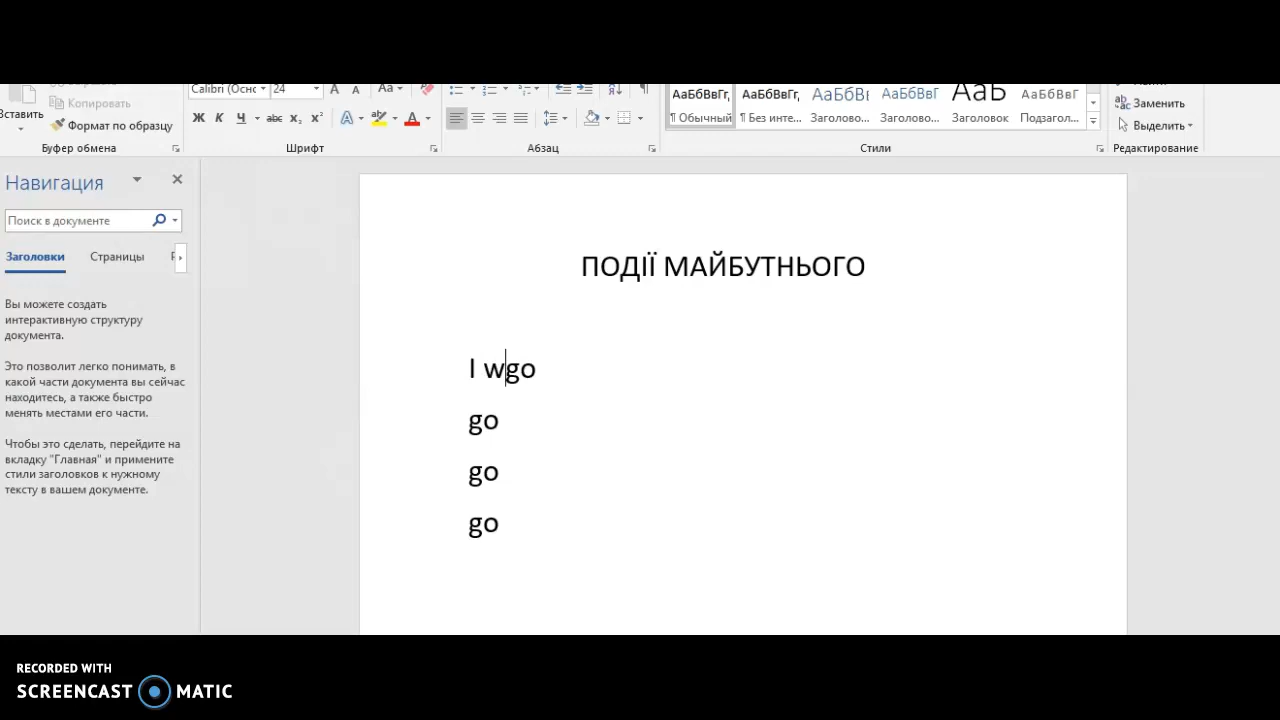 Копировать
Вставить
Формат по образцу
Буфер обмена
Calibri (Оснс
24
Aa
Ж К Ч abc x₂ x²
А
А
Шрифт
Абзац
АаБбВвГг, АаБбВвГг, АаБбВı АаБбВвГ АаБ АаБбВвГ
¶ Обычный ¶ Без инте... Заголово... Заголово... Заголовок Подзагол...
Стили
Заменить
Выделить
Редактирование
Навигация
Поиск в документе
Заголовки Страницы
Вы можете создать
интерактивную структуру
документа.
Это позволит легко понимать, в
какой части документа вы сейчас
находитесь, а также быстро
менять местами его части.
Чтобы это сделать, перейдите на
вкладку "Главная" и примените
стили заголовков к нужному
тексту в вашем документе.
ПОДІЇ МАЙБУТНЬОГО
I wgo
go
go
go
RECORDED WITH
SCREENCAST MATIC